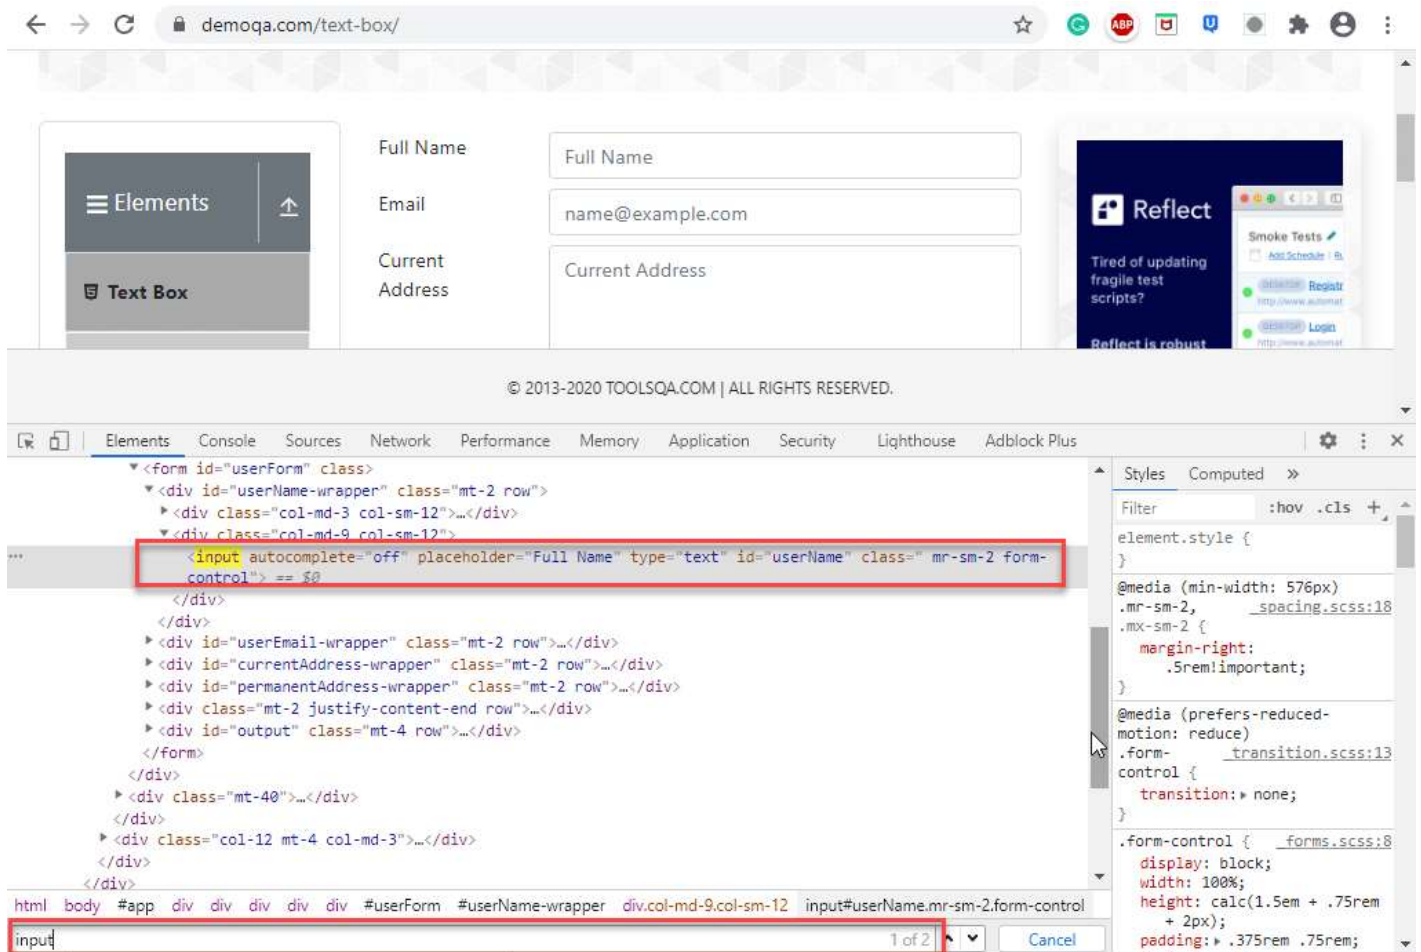 demoqa.com/text-box/
ABP
Full Name
Full Name
Elements
Email
name@example.com
Current
Address
Current Address
Text Box
Reflect
Tired of updating
fragile test
scripts?
Reflect is robust
Smoke Tests
Add Schedule
Registr
Login
© 2013-2020 TOOLSQA.COM | ALL RIGHTS RESERVED.
Elements Console Sources Network Performance Memory Application Security Lighthouse Adblock Plus
<form id="userForm" class>
<div id="userName-wrapper" class="mt-2 row">
<div class="col-md-3 col-sm-12">…</div>
<div class="col-md-9 col-sm-12">
<input autocomplete="off" placeholder="Full Name" type="text" id="userName" class=" mr-sm-2 form-
control"> == $0
</div>
</div>
<div id="userEmail-wrapper" class="mt-2 row">…</div>
<div id="currentAddress-wrapper" class="mt-2 row">…</div>
<div id="permanentAddress-wrapper" class="mt-2 row">…</div>
<div class="mt-2 justify-content-end row">…</div>
<div id="output" class="mt-4 row">…</div>
</form>
</div>
<div class="mt-40">…</div>
</div>
<div class="col-12 mt-4 col-md-3">…</div>
</div>
</div>
html body #app div div div div div #userForm #userName-wrapper div.col-md-9.col-sm-12 input#userName.mr-sm-2.form-control
input 1 of 2 Cancel
Styles Computed »
Filter :hov .cls +
element.style {
}
@media (min-width: 576px)
.mr-sm-2, _spacing.scss:18
.mx-sm-2 {
margin-right:
.5rem!important;
}
@media (prefers-reduced-
motion: reduce)
.form- _transition.scss:13
control {
transition: none;
}
.form-control { _forms.scss:8
display: block;
width: 100%;
height: calc(1.5em + .75rem
+ 2px);
padding: .375rem .75rem;